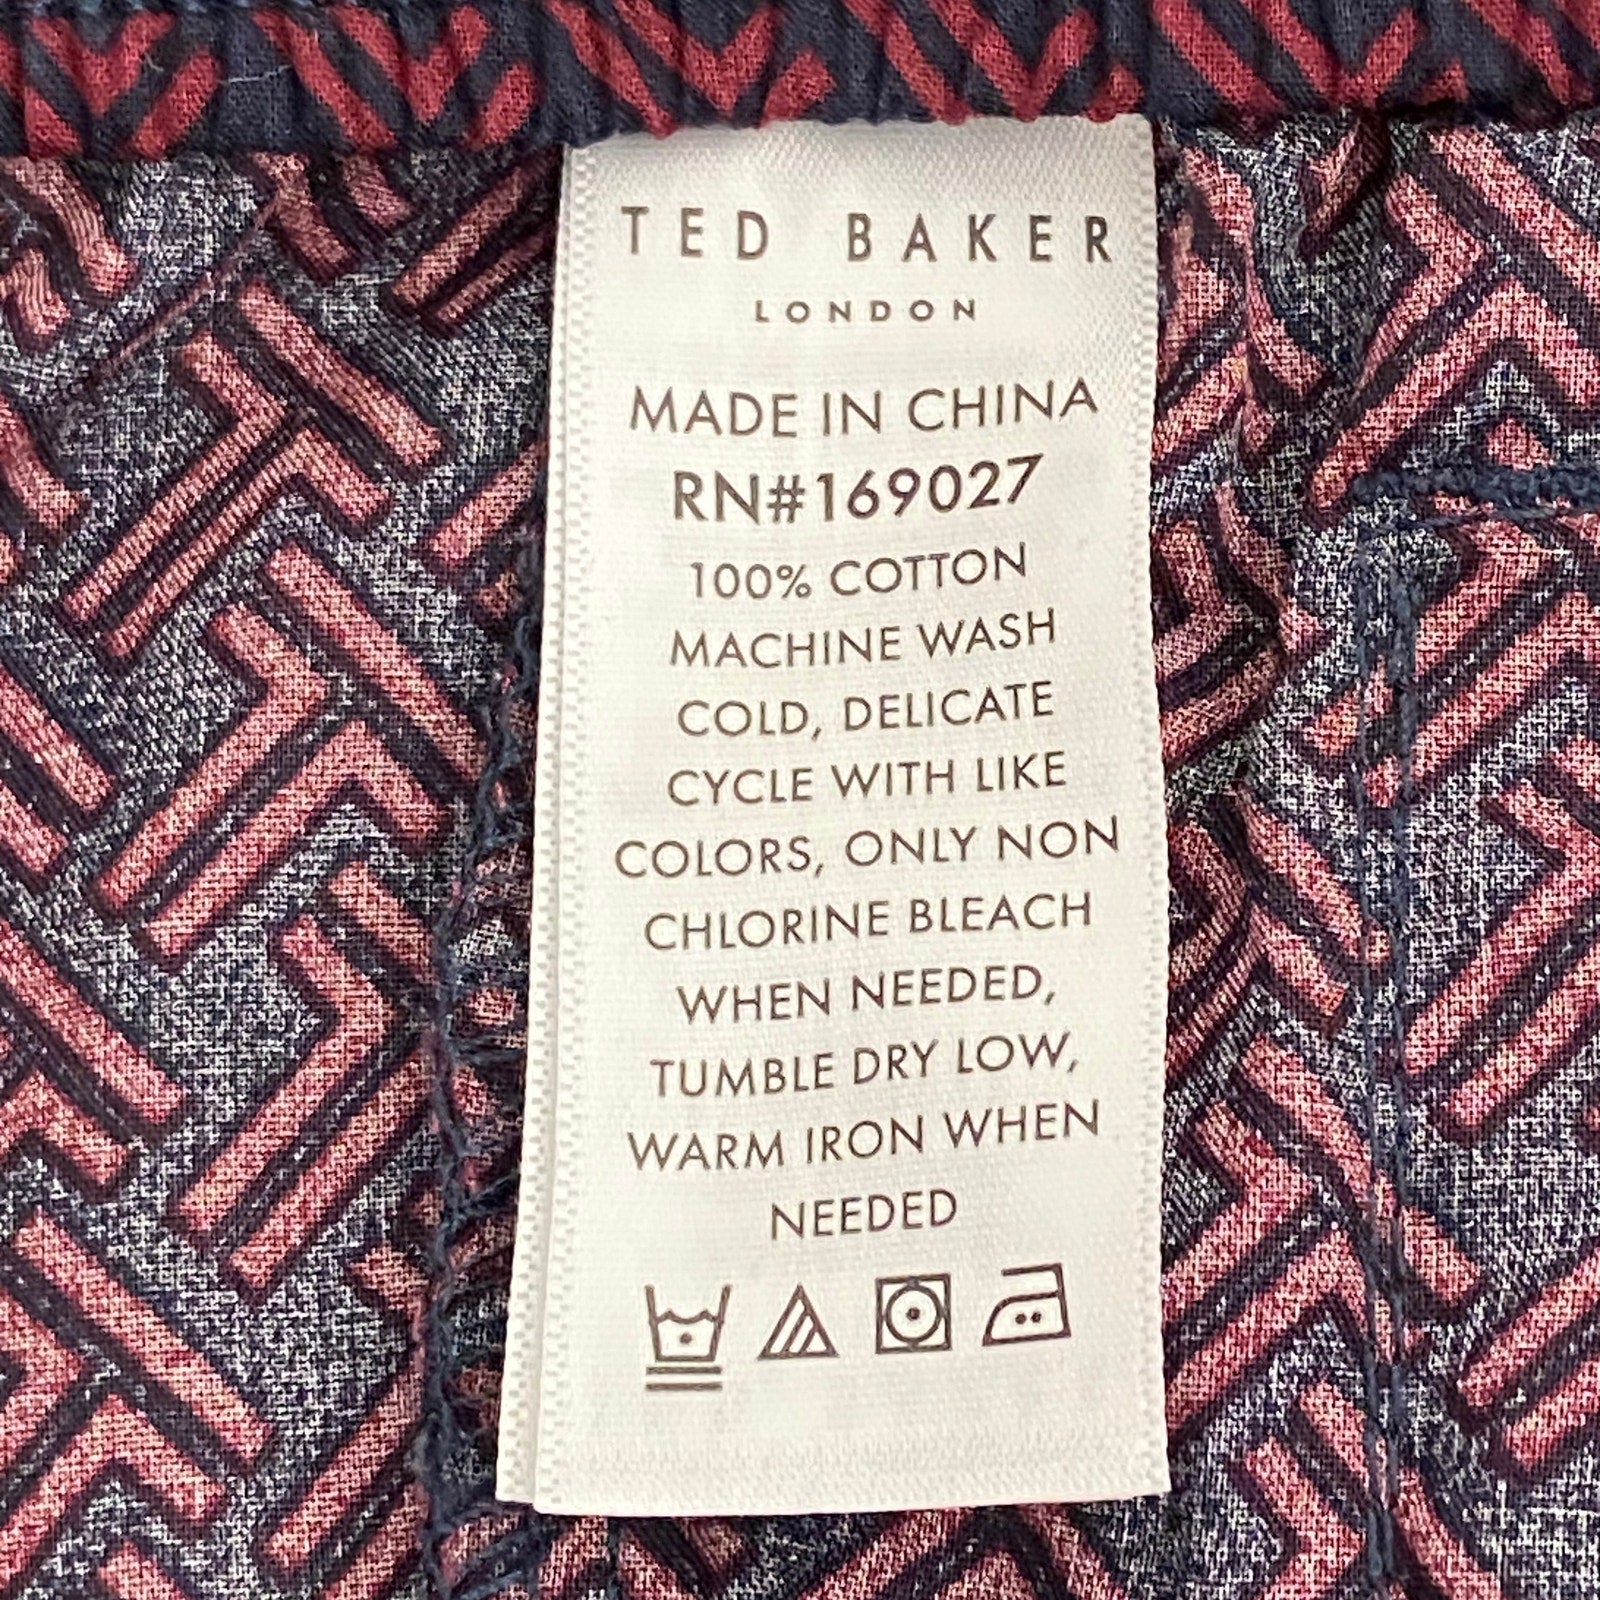 TED BAKER
LONDON
MADE IN CHINA
RN#169027
100% COTTON
MACHINE WASH
COLD, DELICATE
CYCLE WITH LIKE
COLORS, ONLY NON
CHLORINE BLEACH
WHEN NEEDED,
TUMBLE DRY LOW,
WARM IRON WHEN
NEEDED